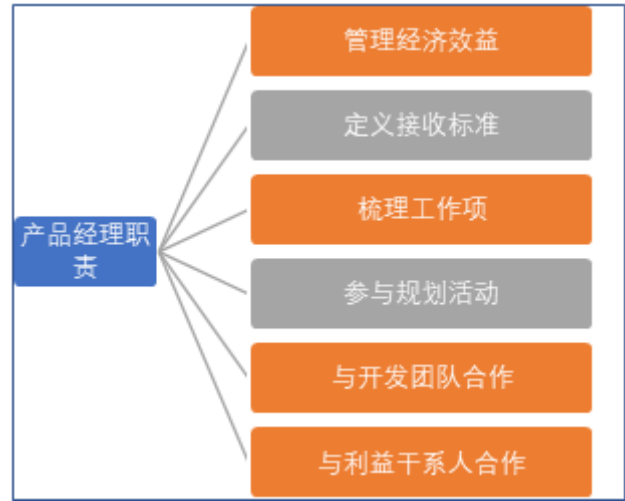 产品经理职
责
管理经济效益
定义接收标准
梳理工作项
参与规划活动
与开发团队合作
与利益干系人合作